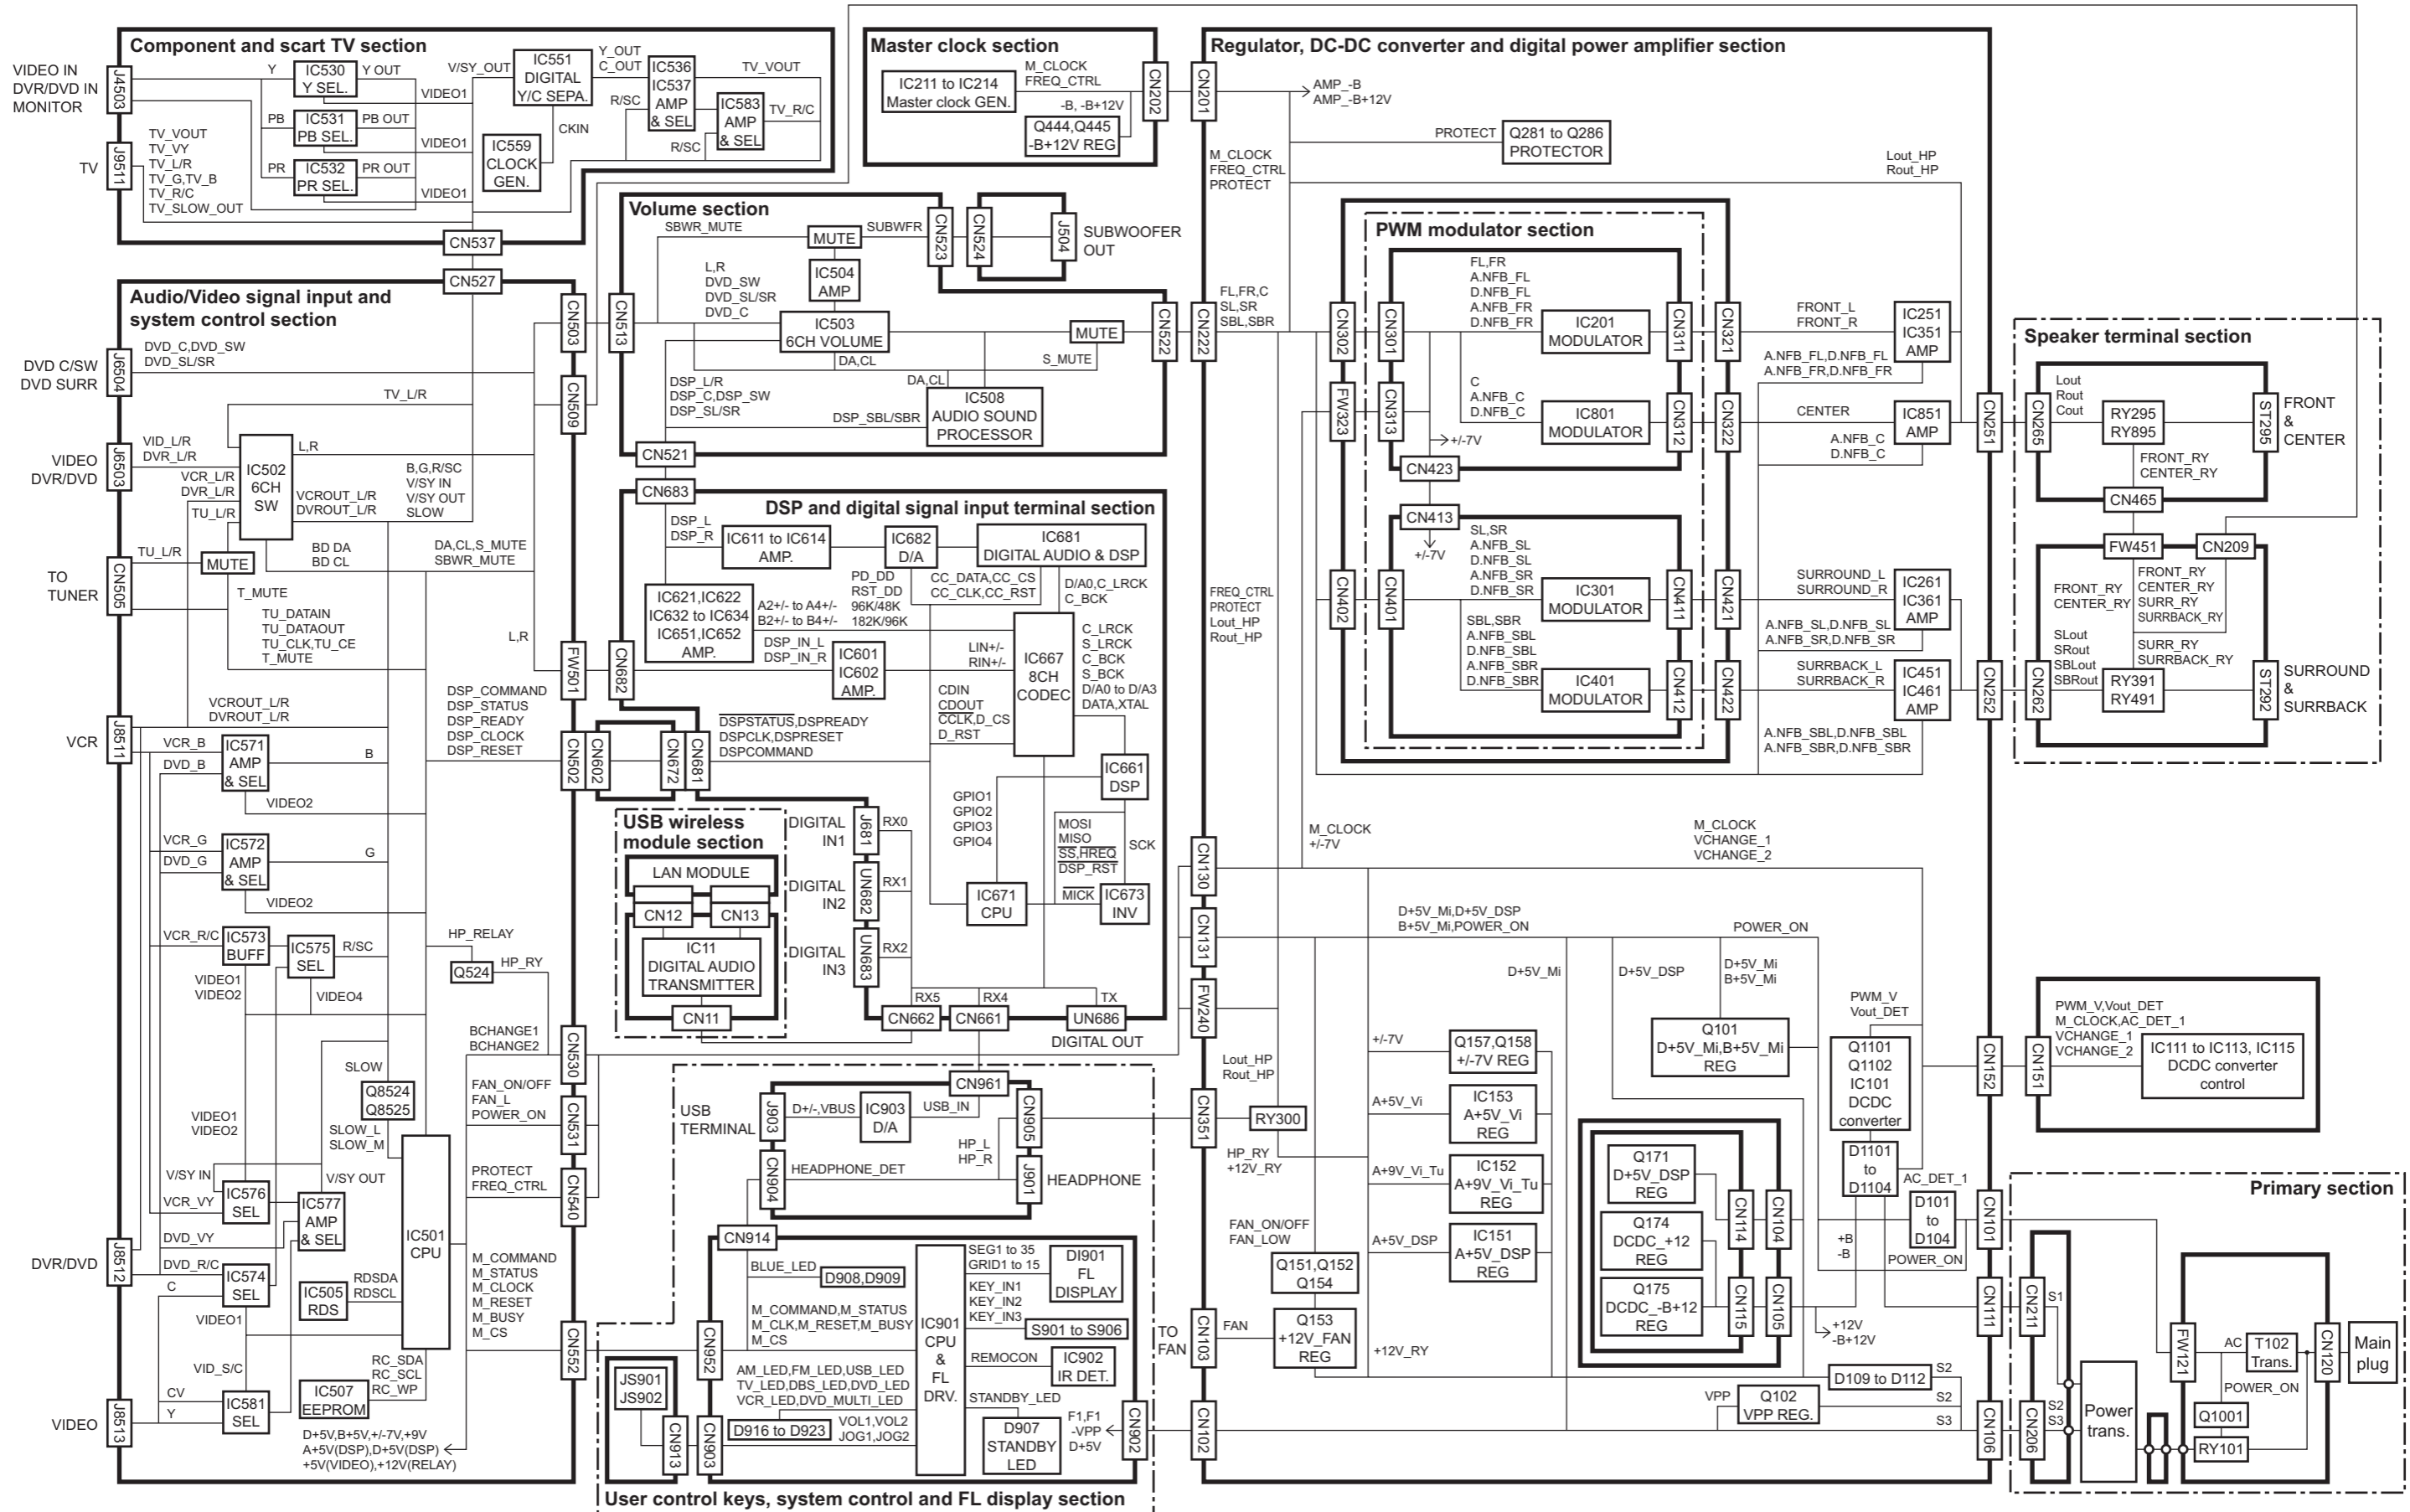 Component and scart TV section
VIDEO IN
DVR/DVD IN
MONITOR
J4503
TV
J9511
Y
IC530
Y SEL.
Y OUT
VIDEO1
PB
IC531
PB SEL.
PB OUT
VIDEO1
PR
IC532
PR SEL.
PR OUT
VIDEO1
TV_VOUT
TV_VY
TV_L/R
TV_G,TV_B
TV_R/C
TV_SLOW_OUT
V/SY_OUT
IC551
DIGITAL
Y/C SEPA.
Y_OUT
C_OUT
IC536
IC537
AMP
& SEL
TV_VOUT
R/SC
IC583
AMP
& SEL
TV_R/C
R/SC
CKIN
IC559
CLOCK
GEN.
CN537
Master clock section
IC211 to IC214
Master clock GEN.
M_CLOCK
FREQ_CTRL
-B, -B+12V
Q444,Q445
-B+12V REG
CN202
Regulator, DC-DC converter and digital power amplifier section
CN201
AMP_-B
AMP_-B+12V
PROTECT
Q281 to Q286
PROTECTOR
M_CLOCK
FREQ_CTRL
PROTECT
Lout_HP
Rout_HP
Volume section
SBWR_MUTE
MUTE
SUBWFR
CN523
CN524
J504
SUBWOOFER
OUT
L,R
DVD_SW
DVD_SL/SR
DVD_C
IC504
AMP
IC503
6CH VOLUME
MUTE
CN513
CN522
DA,CL
S_MUTE
DSP_L/R
DSP_C,DSP_SW
DSP_SL/SR
DA,CL
DSP_SBL/SBR
IC508
AUDIO SOUND
PROCESSOR
CN521
CN527
Audio/Video signal input and
system control section
CN503
DVD C/SW
DVD SURR
J6504
DVD_C,DVD_SW
DVD_SL/SR
CN509
TV_L/R
VIDEO
DVR/DVD
J6503
VID_L/R
DVR_L/R
VCR_L/R
DVR_L/R
TU_L/R
IC502
6CH
SW
L,R
VCROUT_L/R
DVROUT_L/R
B,G,R/SC
V/SY IN
V/SY OUT
SLOW
TO
TUNER
CN505
TU_L/R
MUTE
BD DA
BD CL
DA,CL,S_MUTE
SBWR_MUTE
T_MUTE
TU_DATAIN
TU_DATAOUT
TU_CLK,TU_CE
T_MUTE
L,R
FW501
VCROUT_L/R
DVROUT_L/R
DSP_COMMAND
DSP_STATUS
DSP_READY
DSP_CLOCK
DSP_RESET
CN502
CN602
CN672
CN681
VCR
J8511
VCR_B
DVD_B
IC571
AMP
& SEL
B
VIDEO2
VCR_G
DVD_G
IC572
AMP
& SEL
G
VIDEO2
VCR_R/C
IC573
BUFF
IC575
SEL
R/SC
VIDEO1
VIDEO2
VIDEO4
HP_RELAY
Q524
HP_RY
BCHANGE1
BCHANGE2
CN530
SLOW
Q8524
Q8525
FAN_ON/OFF
FAN_L
POWER_ON
CN531
VIDEO1
VIDEO2
SLOW_L
SLOW_M
V/SY IN
V/SY OUT
PROTECT
FREQ_CTRL
CN540
VCR_VY
IC576
SEL
IC577
AMP
& SEL
IC501
CPU
DVD_VY
DVR/DVD
J8512
DVD_R/C
C
IC574
SEL
IC505
RDS
RDSDA
RDSCL
VIDEO1
M_COMMAND
M_STATUS
M_CLOCK
M_RESET
M_BUSY
M_CS
CN552
VID_S/C
RC_SDA
RC_SCL
RC_WP
IC507
EEPROM
VIDEO
J8513
CV
Y
IC581
SEL
D+5V,B+5V,+/-7V,+9V
A+5V(DSP),D+5V(DSP)
+5V(VIDEO),+12V(RELAY)
CN683
DSP and digital signal input terminal section
DSP_L
DSP_R
IC611 to IC614
AMP.
IC682
D/A
IC681
DIGITAL AUDIO & DSP
IC621,IC622
IC632 to IC634
IC651,IC652
AMP.
A2+/- to A4+/-
B2+/- to B4+/-
PD_DD
RST_DD
96K/48K
182K/96K
CC_DATA,CC_CS
CC_CLK,CC_RST
D/A0,C_LRCK
C_BCK
CN682
DSP_IN_L
DSP_IN_R
IC601
IC602
AMP.
LIN+/-
RIN+/-
IC667
8CH
CODEC
C_LRCK
S_LRCK
C_BCK
S_BCK
D/A0 to D/A3
DATA,XTAL
CDIN
CDOUT
CCLK,D_CS
D_RST
DSPSTATUS,DSPREADY
DSPCLK,DSPRESET
DSPCOMMAND
IC661
DSP
GPIO1
GPIO2
GPIO3
GPIO4
MOSI
MISO
SS,HREQ
DSP_RST
SCK
IC671
CPU
MICK
IC673
INV
DIGITAL
IN1
J681
RX0
DIGITAL
IN2
UN682
RX1
DIGITAL
IN3
UN683
RX2
RX5
RX4
TX
CN662
CN661
UN686
DIGITAL OUT
USB wireless
module section
LAN MODULE
CN12
CN13
IC11
DIGITAL AUDIO
TRANSMITTER
CN11
CN961
USB
TERMINAL
J903
D+/-,VBUS
IC903
D/A
USB_IN
CN905
HP_L
HP_R
CN904
HEADPHONE_DET
J901
HEADPHONE
CN914
BLUE_LED
D908,D909
M_COMMAND,M_STATUS
M_CLK,M_RESET,M_BUSY
M_CS
CN952
IC901
CPU
&
FL
DRV.
SEG1 to 35
GRID1 to 15
DI901
FL
DISPLAY
KEY_IN1
KEY_IN2
KEY_IN3
S901 to S906
REMOCON
IC902
IR DET.
STANDBY_LED
D907
STANDBY
LED
AM_LED,FM_LED,USB_LED
TV_LED,DBS_LED,DVD_LED
VCR_LED,DVD_MULTI_LED
D916 to D923
VOL1,VOL2
JOG1,JOG2
JS901
JS902
CN913
CN903
F1,F1
-VPP
D+5V
CN902
User control keys, system control and FL display section
FL,FR,C
SL,SR
SBL,SBR
CN222
PWM modulator section
CN302
CN301
FL,FR
A.NFB_FL
D.NFB_FL
A.NFB_FR
D.NFB_FR
IC201
MODULATOR
CN311
CN321
FRONT_L
FRONT_R
IC251
IC351
AMP
A.NFB_FL,D.NFB_FL
A.NFB_FR,D.NFB_FR
FW323
CN313
C
A.NFB_C
D.NFB_C
IC801
MODULATOR
CN312
CN322
CENTER
IC851
AMP
A.NFB_C
D.NFB_C
+/-7V
CN423
CN413
+/-7V
CN402
CN401
SL,SR
A.NFB_SL
D.NFB_SL
A.NFB_SR
D.NFB_SR
IC301
MODULATOR
CN411
CN421
SURROUND_L
SURROUND_R
IC261
IC361
AMP
A.NFB_SL,D.NFB_SL
A.NFB_SR,D.NFB_SR
SBL,SBR
A.NFB_SBL
D.NFB_SBL
A.NFB_SBR
D.NFB_SBR
IC401
MODULATOR
CN412
CN422
SURRBACK_L
SURRBACK_R
IC451
IC461
AMP
A.NFB_SBL,D.NFB_SBL
A.NFB_SBR,D.NFB_SBR
FREQ_CTRL
PROTECT
Lout_HP
Rout_HP
CN251
CN252
Speaker terminal section
CN265
Lout
Rout
Cout
RY295
RY895
ST295
FRONT
&
CENTER
FRONT_RY
CENTER_RY
CN465
FW451
CN209
FRONT_RY
CENTER_RY
FRONT_RY
CENTER_RY
SURR_RY
SURRBACK_RY
SLout
SRout
SBLout
SBRout
SURR_RY
SURRBACK_RY
CN262
RY391
RY491
ST292
SURROUND
&
SURRBACK
CN130
M_CLOCK
+/-7V
M_CLOCK
VCHANGE_1
VCHANGE_2
CN131
D+5V_Mi,D+5V_DSP
B+5V_Mi,POWER_ON
POWER_ON
FW240
D+5V_Mi
D+5V_DSP
D+5V_Mi
B+5V_Mi
Lout_HP
Rout_HP
+/-7V
Q157,Q158
+/-7V REG
Q101
D+5V_Mi,B+5V_Mi
REG
PWM_V
Vout_DET
Q1101
Q1102
IC101
DCDC
converter
CN351
RY300
A+5V_Vi
IC153
A+5V_Vi
REG
HP_RY
+12V_RY
A+9V_Vi_Tu
IC152
A+9V_Vi_Tu
REG
Q171
D+5V_DSP
REG
D1101
to
D1104
AC_DET_1
D101
to
D104
FAN_ON/OFF
FAN_LOW
A+5V_DSP
IC151
A+5V_DSP
REG
Q174
DCDC_+12
REG
CN114
CN104
+B
-B
POWER_ON
Q151,Q152
Q154
Q175
DCDC_-B+12
REG
CN115
CN105
+12V
-B+12V
TO
FAN
CN103
FAN
Q153
+12V_FAN
REG
+12V_RY
D109 to D112
S2
VPP
Q102
VPP REG.
S2
S3
CN102
CN152
CN101
CN111
CN106
CN151
PWM_V,Vout_DET
M_CLOCK,AC_DET_1
VCHANGE_1
VCHANGE_2
IC111 to IC113, IC115
DCDC converter
control
Primary section
CN211
S1
CN206
S2
S3
Power
trans.
FW121
AC
T102
Trans.
CN120
Main
plug
POWER_ON
Q1001
RY101